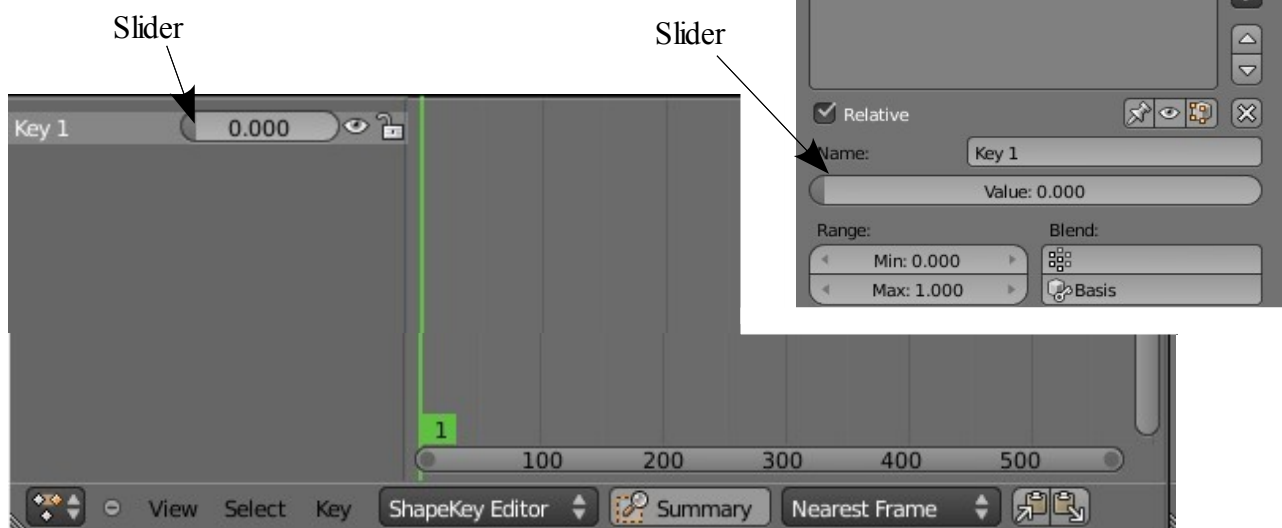 Slider
Slider
Key 1 0.000
Relative
Name: Key 1
Value: 0.000
Range: Blend:
Min: 0.000
Max: 1.000 Basis
1
100 200 300 400 500
View Select Key ShapeKey Editor Summary Nearest Frame